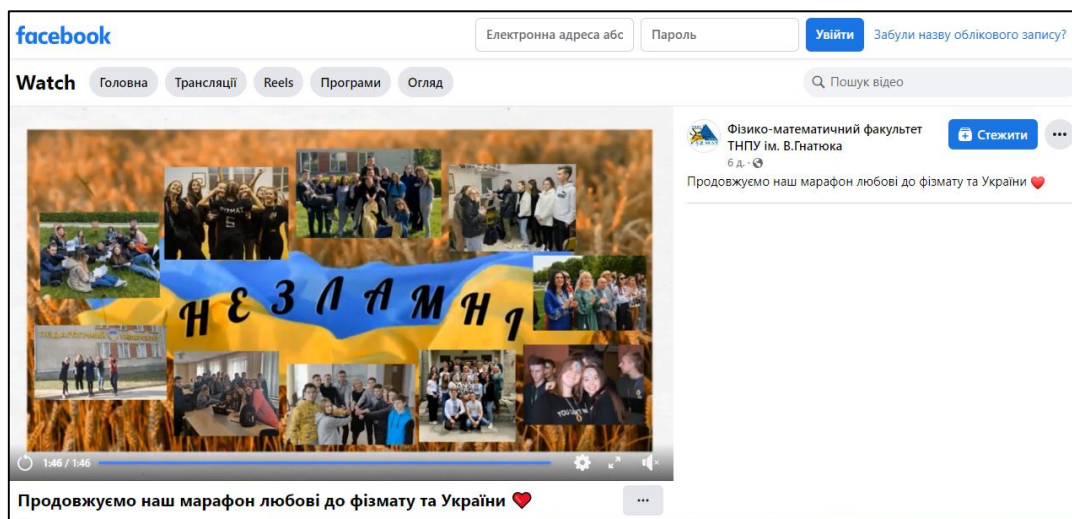 facebook
Електронна адреса абс
Пароль
Увійти
Забули назву облікового запису?
Watch
Головна
Трансляції
Reels
Програми
Огляд
Пошук відео
НЕЗЛАМНІ
1:46 / 1:46
Фізико-математичний факультет
ТНПУ ім. В.Гнатюка
6 д. ·
Стежити
Продовжуємо наш марафон любові до фізмату та України ❤️
Продовжуємо наш марафон любові до фізмату та України ❤️